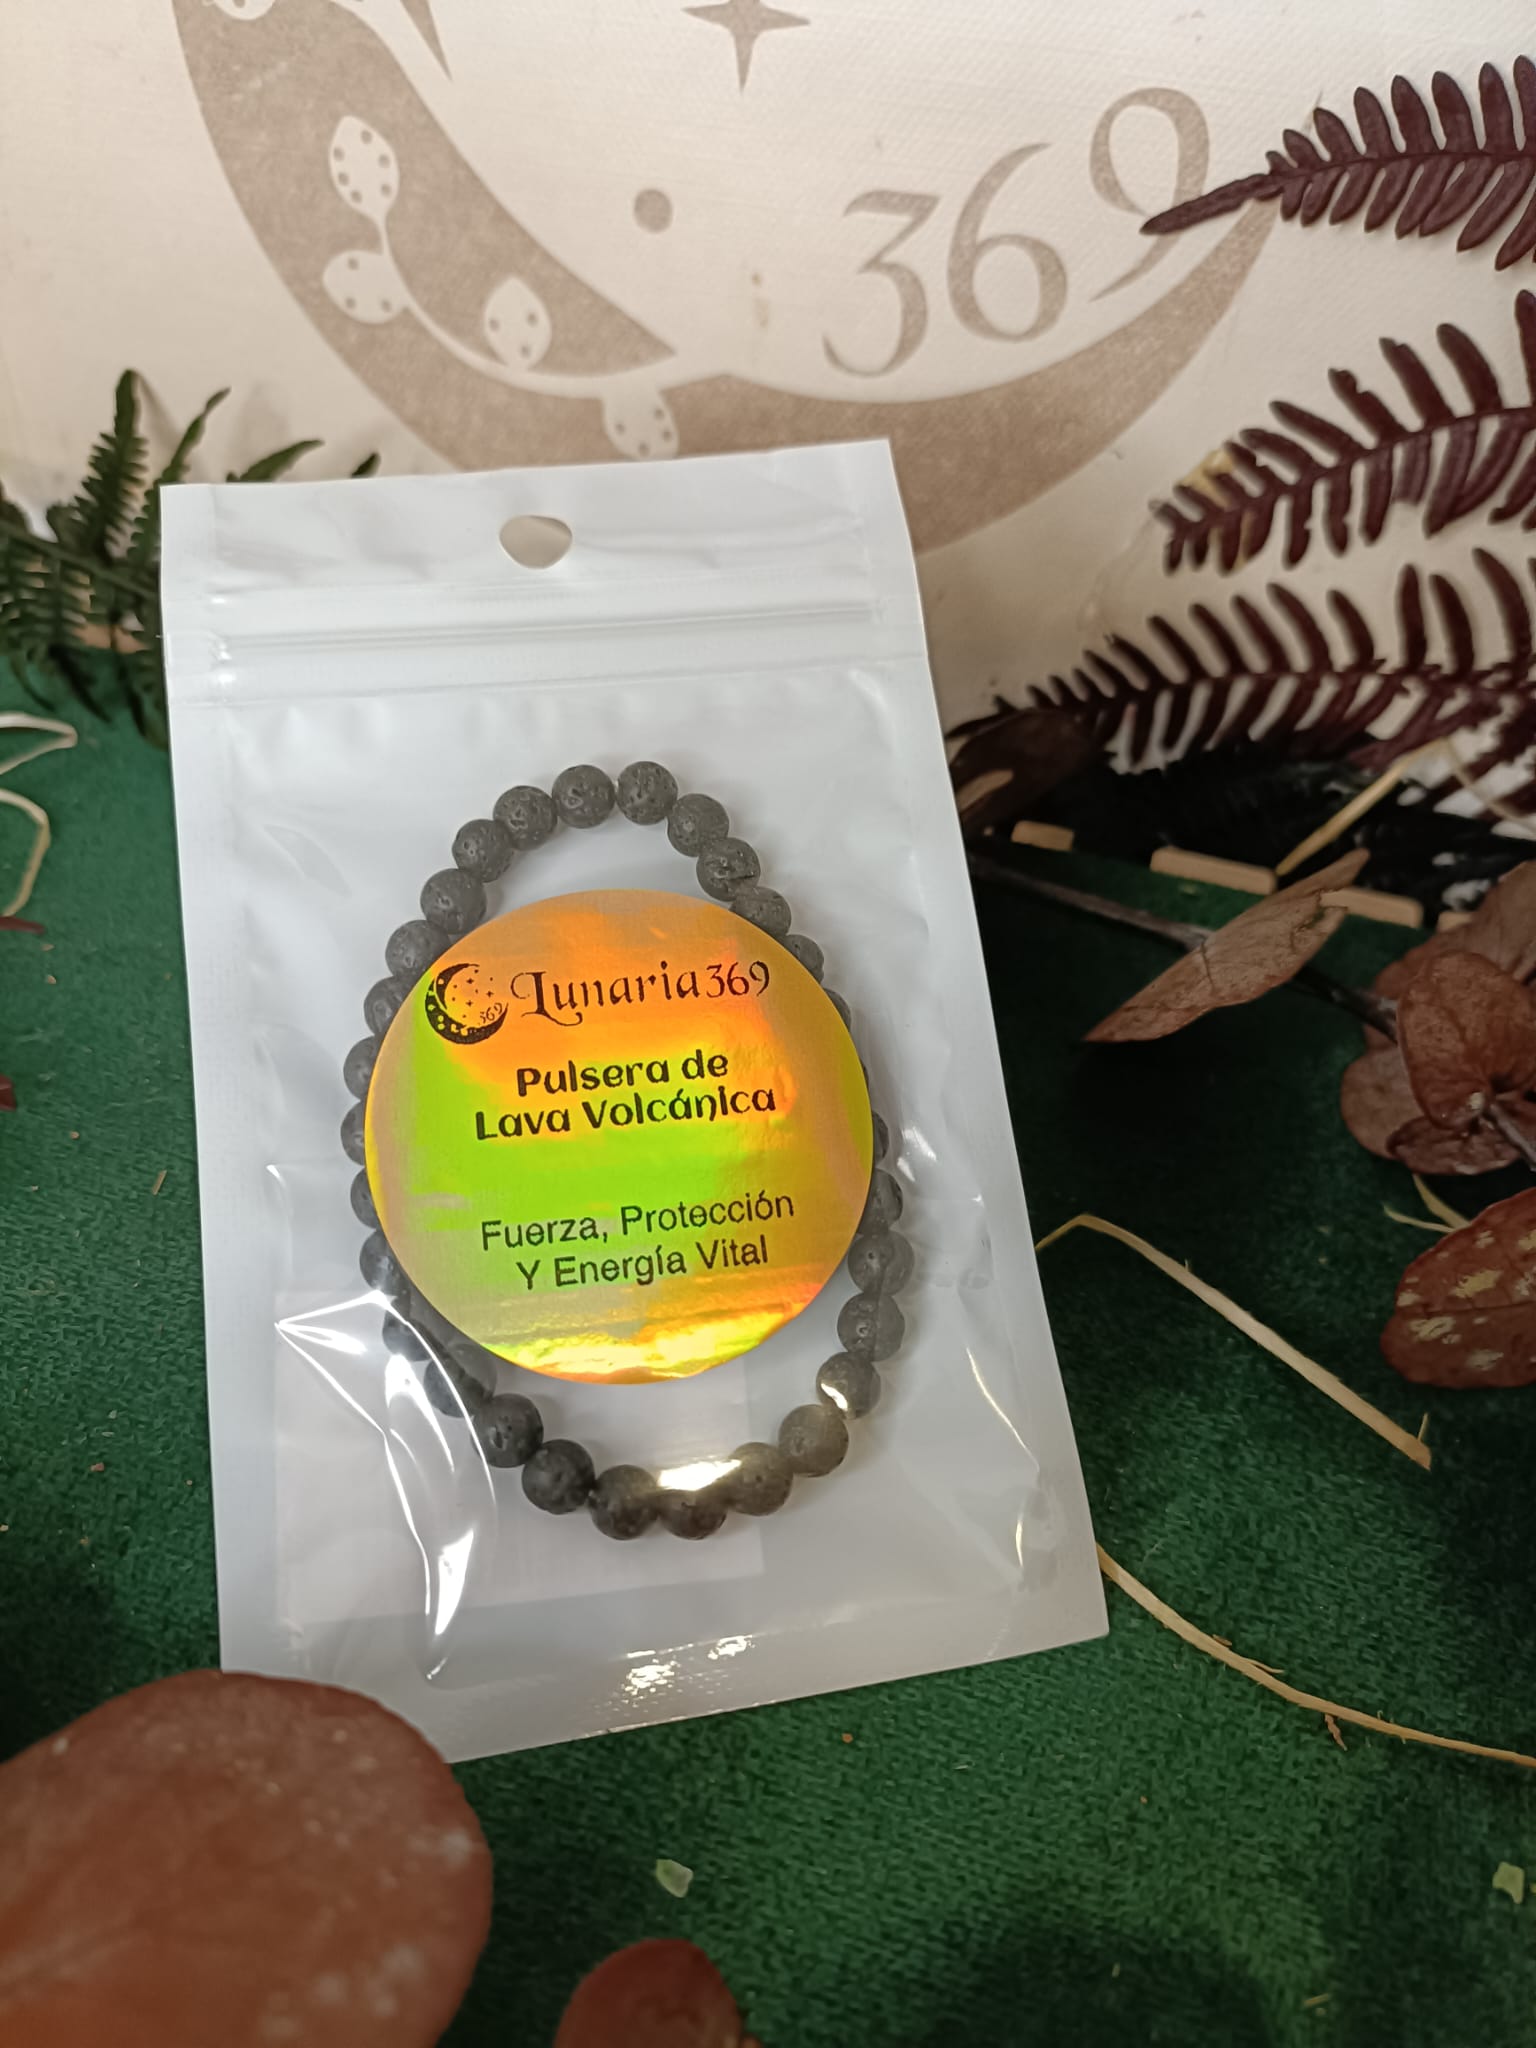 369
369
Lunaria369
Pulsera de
Lava Volcánica
Fuerza, Protección
Y Energía Vital